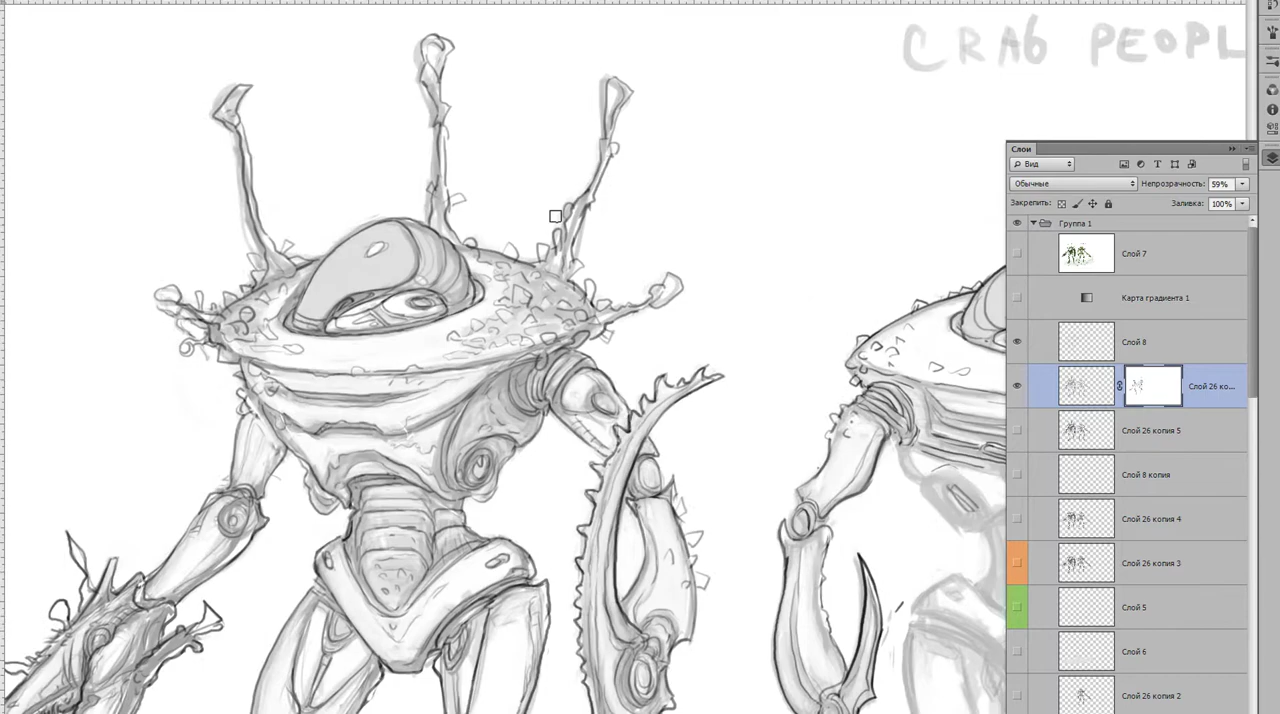 CRAB PEOPL
Слои
Вид
Обычные
Непрозрачность: 59%
Закрепить:
Заливка: 100%
Группа 1
Слой 7
Карта градиента 1
Слой 8
Слой 26 ко...
Слой 26 копия 5
Слой 8 копия
Слой 26 копия 4
Слой 26 копия 3
Слой 5
Слой 6
Слой 26 копия 2